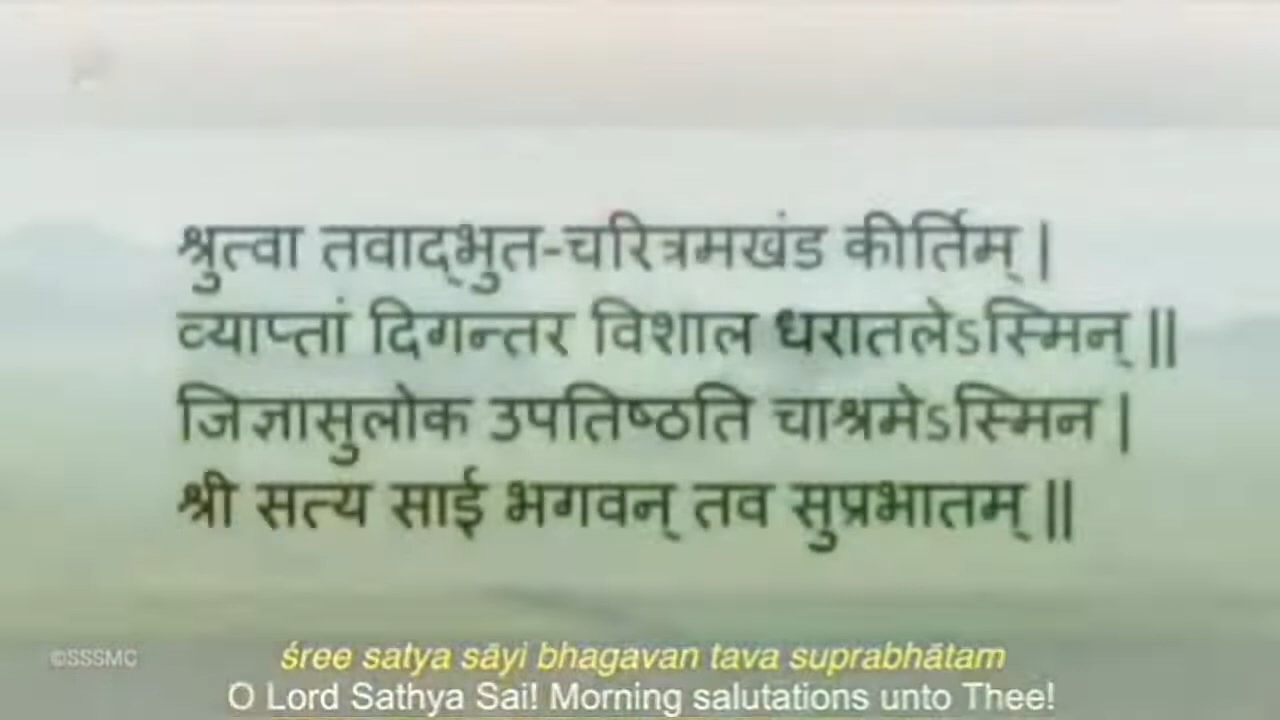 श्रुत्वा तवाद्भुत-चरित्रमखंड कीर्तिम् |
व्याप्तां दिगन्तर विशाल धरातलेऽस्मिन् ||
जिज्ञासुलोक उपतिष्ठति चाश्रमेऽस्मिन |
श्री सत्य साई भगवन् तव सुप्रभातम् ||
©SSSMC
śree satya sāyi bhagavan tava suprabhātam
O Lord Sathya Sai! Morning salutations unto Thee!